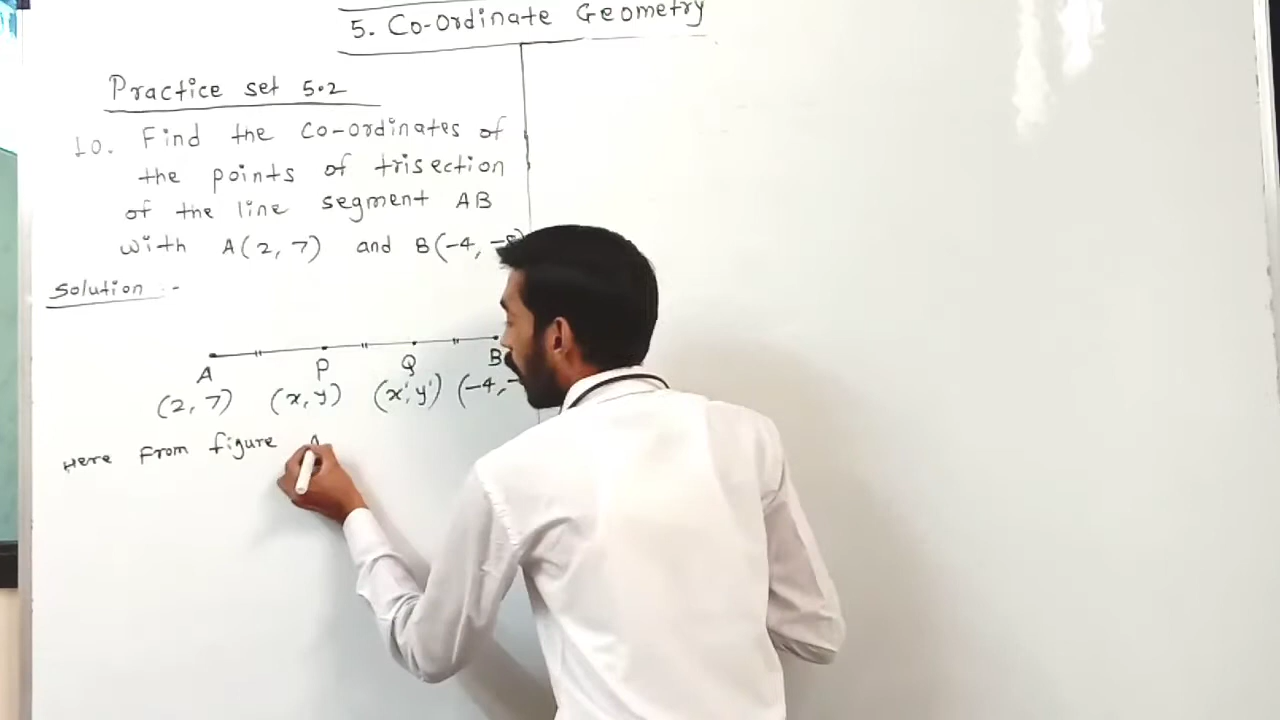 5. Co-Ordinate Geometry
Practice set 5.2
10. Find the Co-ordinates of
the points of trisection
of the line segment AB
with A(2, 7) and B(-4,
Solution :-
A P Q B
(2, 7) (x, y) (x', y') (-4, -
Here From figure A